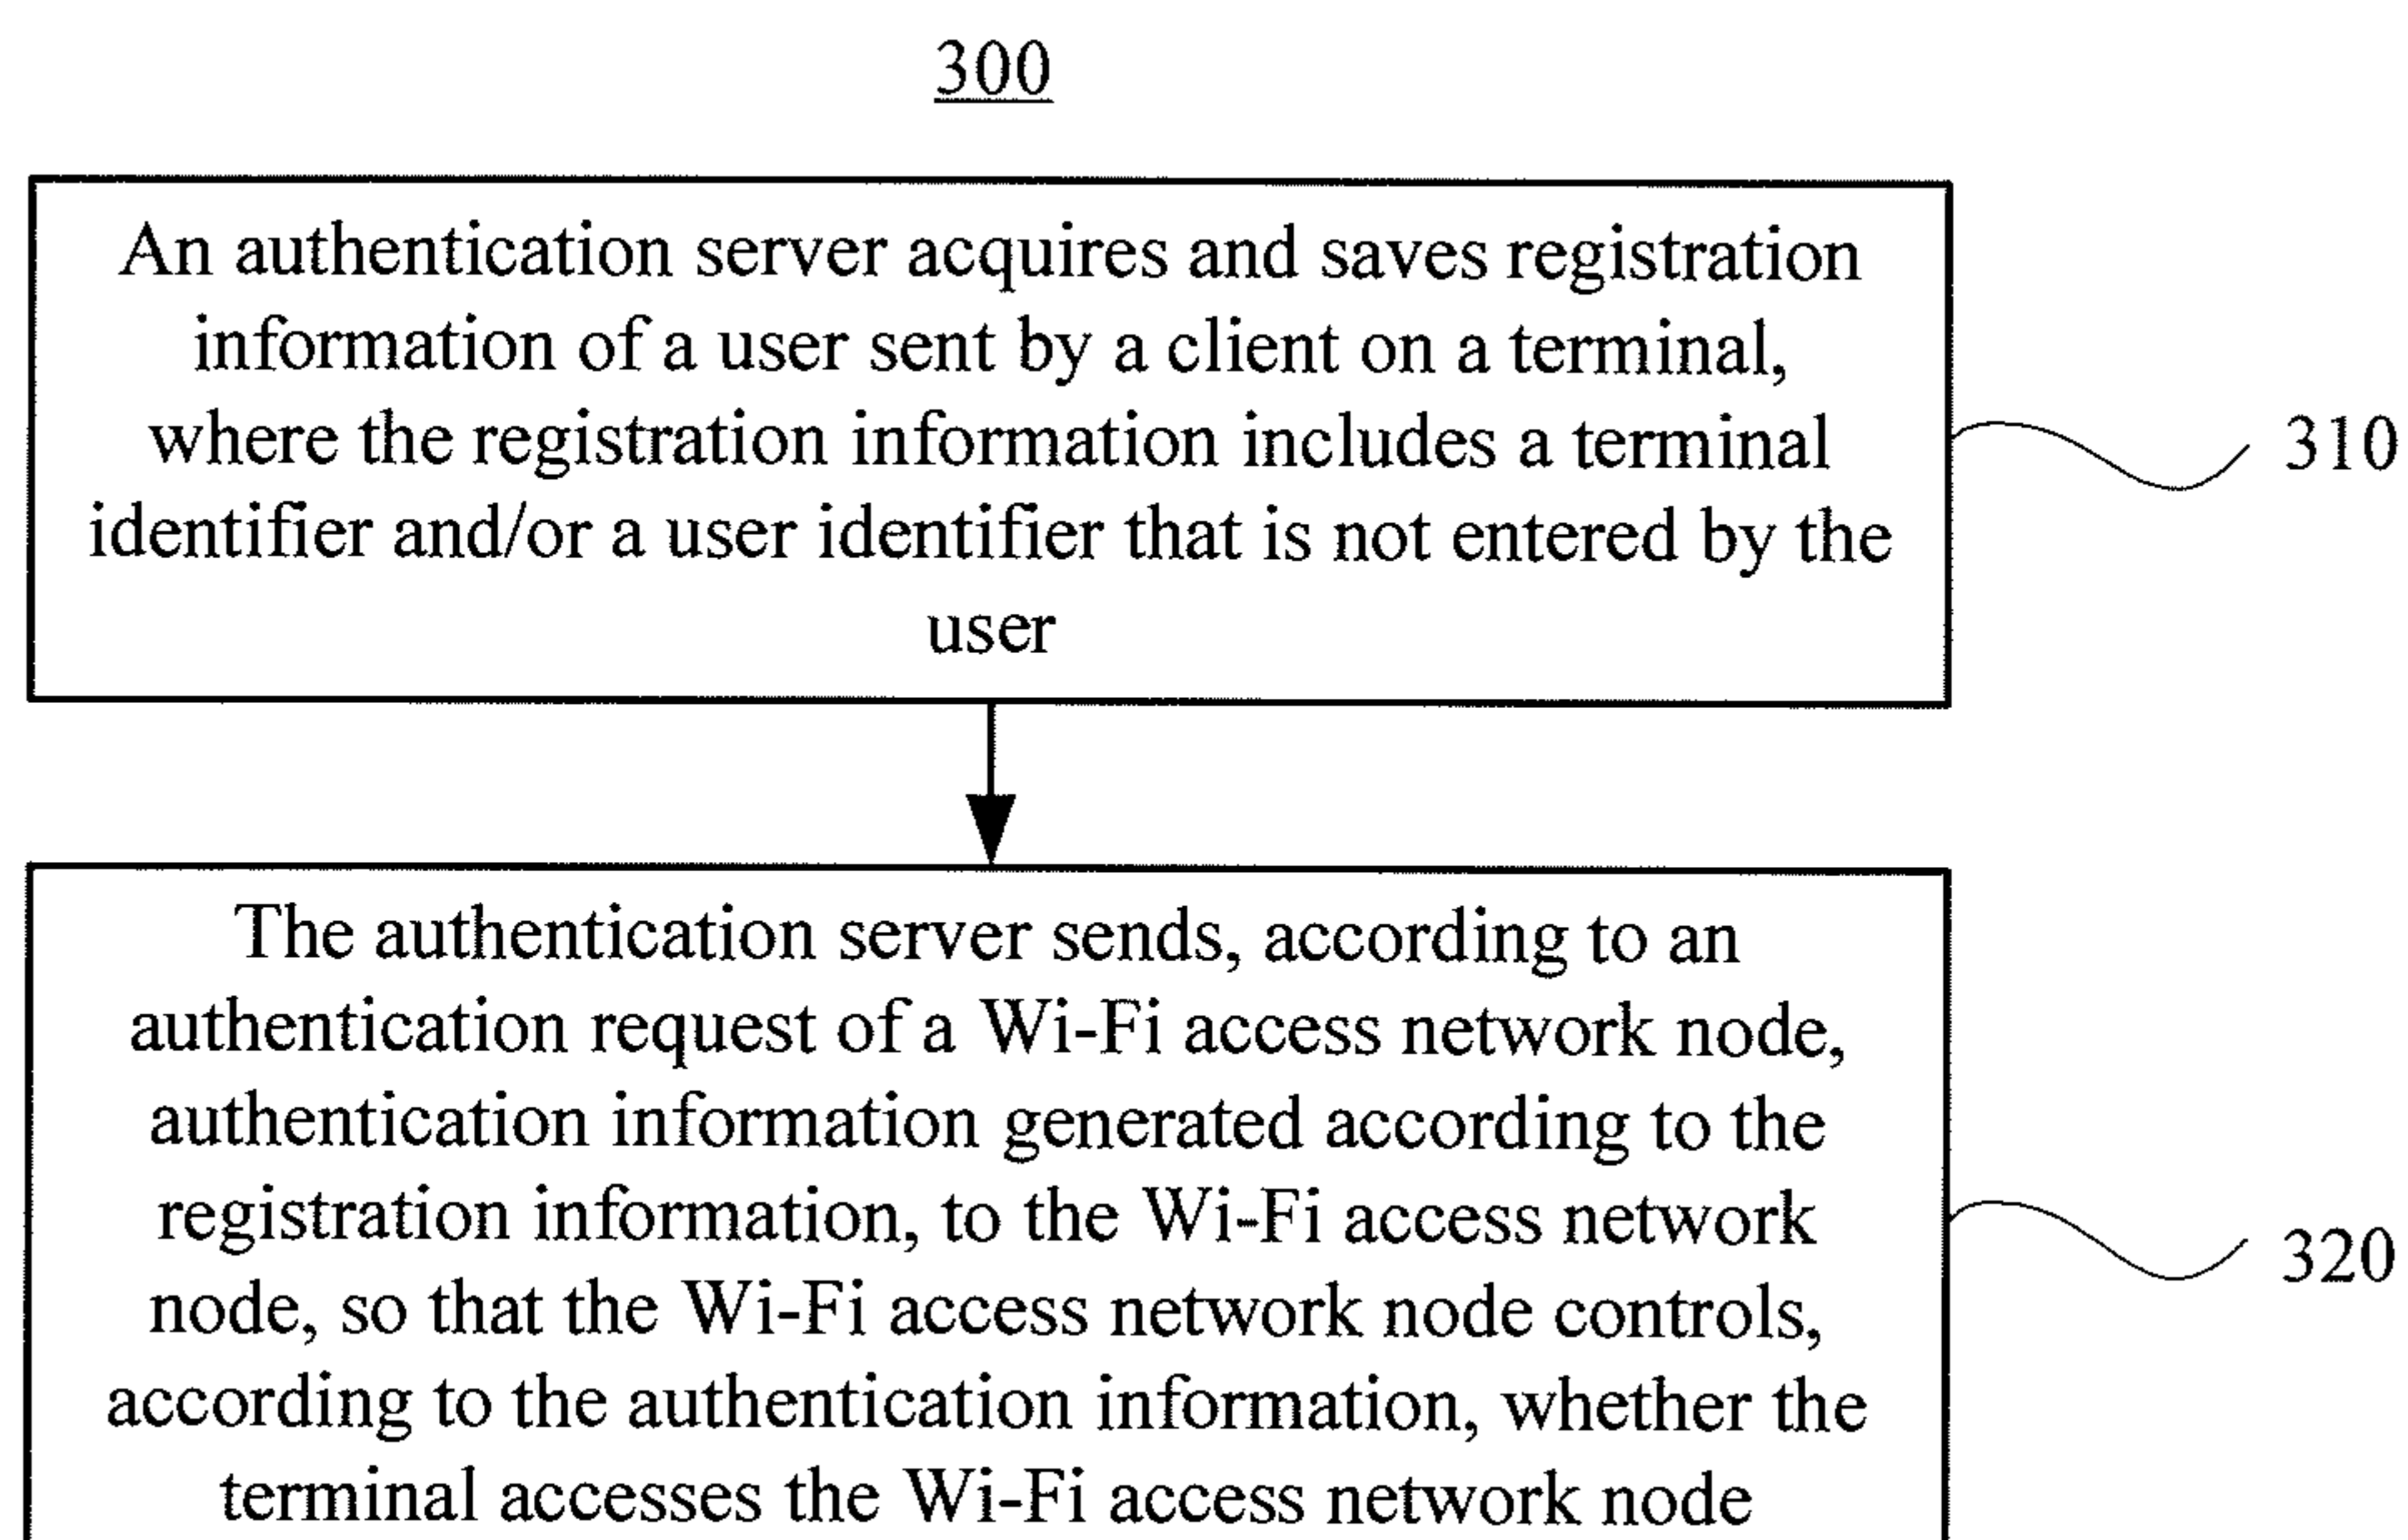 300
An authentication server acquires and saves registration
information of a user sent by a client on a terminal,
where the registration information includes a terminal
identifier and/or a user identifier that is not entered by the
user
310
The authentication server sends, according to an
authentication request of a Wi-Fi access network node,
authentication information generated according to the
registration information, to the Wi-Fi access network
node, so that the Wi-Fi access network node controls,
according to the authentication information, whether the
terminal accesses the Wi-Fi access network node
320